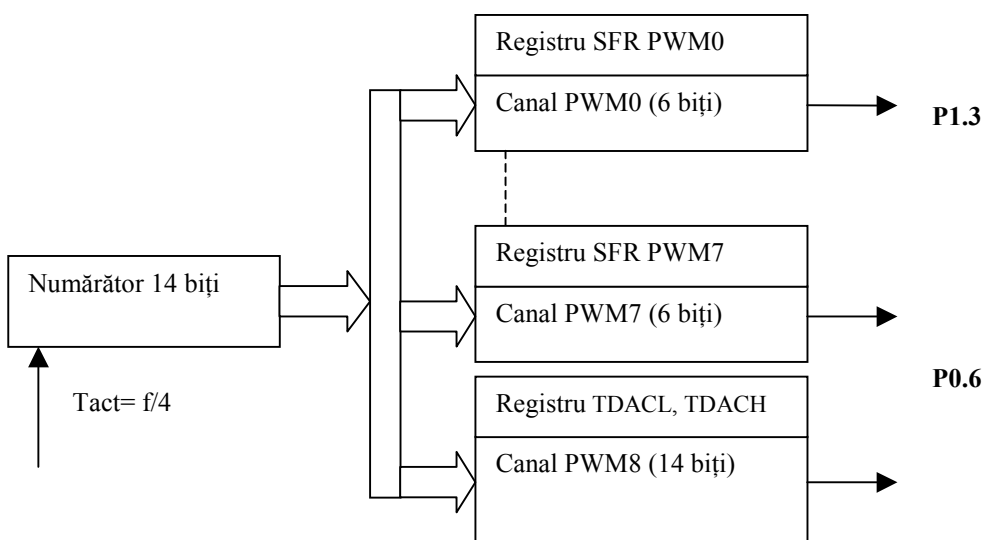 Registru SFR PWM0
Canal PWM0 (6 biți)
P1.3
Registru SFR PWM7
Numărător 14 biți
Canal PWM7 (6 biți)
P0.6
Tact= f/4
Registru TDACL, TDACH
Canal PWM8 (14 biți)